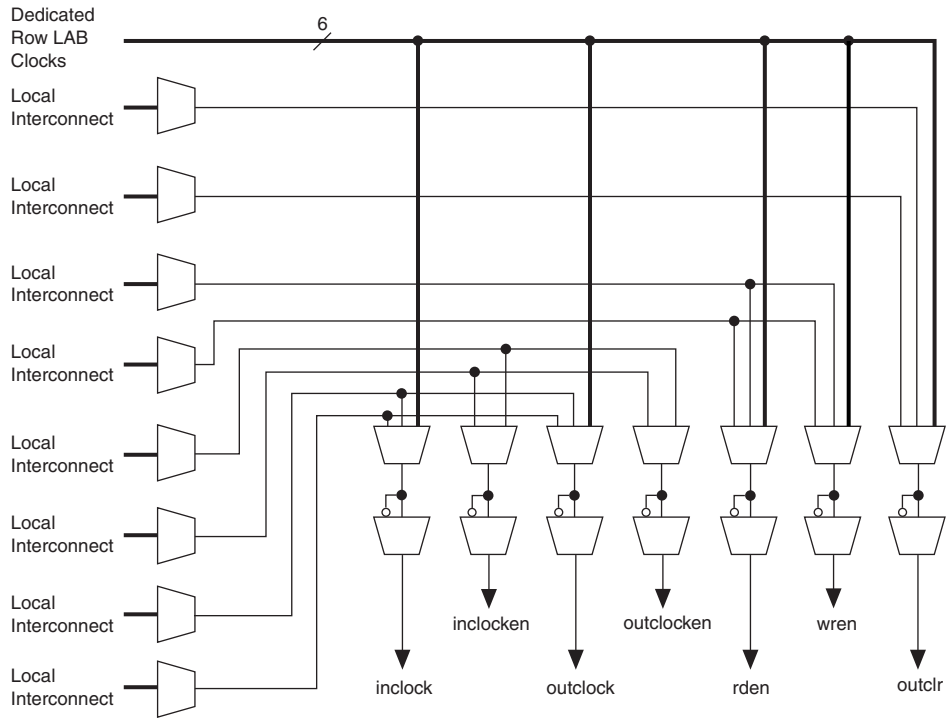 Dedicated
Row LAB
Clocks
6
Local
Interconnect
Local
Interconnect
Local
Interconnect
Local
Interconnect
Local
Interconnect
Local
Interconnect
Local
Interconnect
Local
Interconnect
inclocken
outclocken
wren
inclock
outclock
rden
outclr